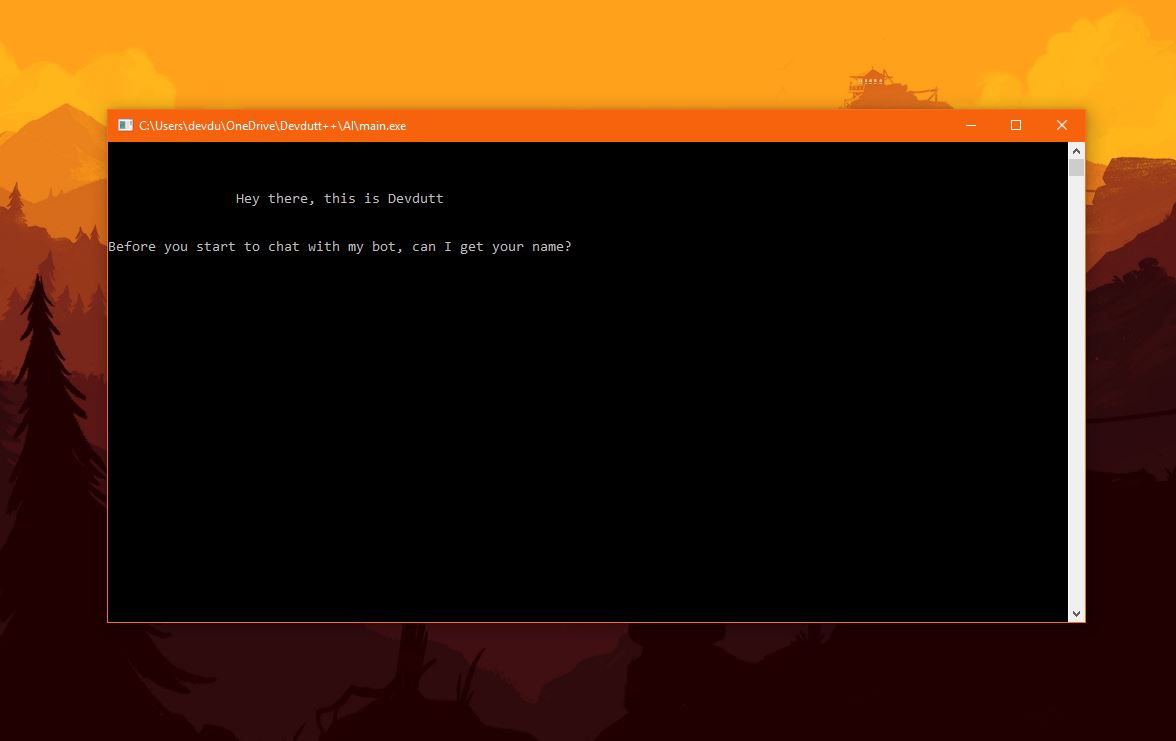 C:\Users\devdu\OneDrive\Devdutt++\AI\main.exe
Hey there, this is Devdutt
Before you start to chat with my bot, can I get your name?